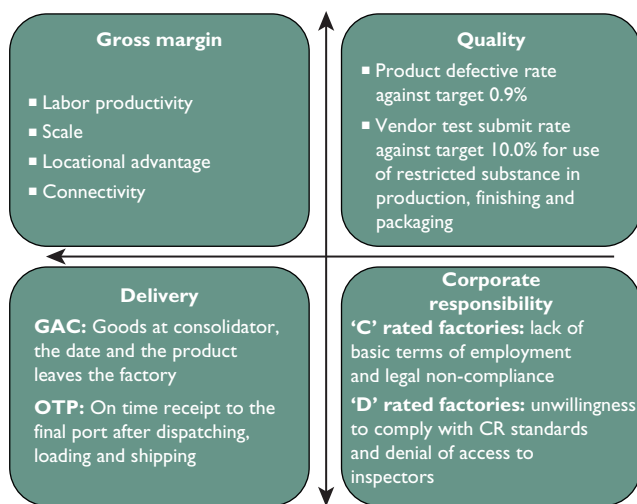 Gross margin
■ Labor productivity
■ Scale
■ Locational advantage
■ Connectivity
Quality
■ Product defective rate
against target 0.9%
■ Vendor test submit rate
against target 10.0% for use
of restricted substance in
production, finishing and
packaging
Delivery
GAC: Goods at consolidator,
the date and the product
leaves the factory
OTP: On time receipt to the
final port after dispatching,
loading and shipping
Corporate
responsibility
‘C’ rated factories: lack of
basic terms of employment
and legal non-compliance
‘D’ rated factories: unwillingness
to comply with CR standards
and denial of access to
inspectors